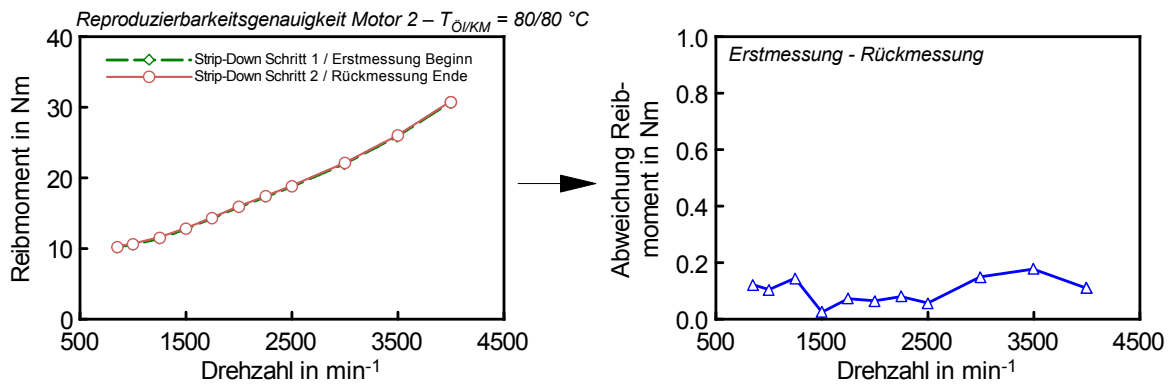 Reproduzierbarkeitsgenauigkeit Motor 2 – T Öl/KM = 80/80 °C
Strip-Down Schritt 1 / Erstmessung Beginn
Strip-Down Schritt 2 / Rückmessung Ende
Reibmoment in Nm
40
30
20
10
0
500 1500 2500 3500 4500
Drehzahl in min-1
Erstmessung - Rückmessung
Abweichung Reib-
moment in Nm
1.0
0.8
0.6
0.4
0.2
0.0
500 1500 2500 3500 4500
Drehzahl in min-1